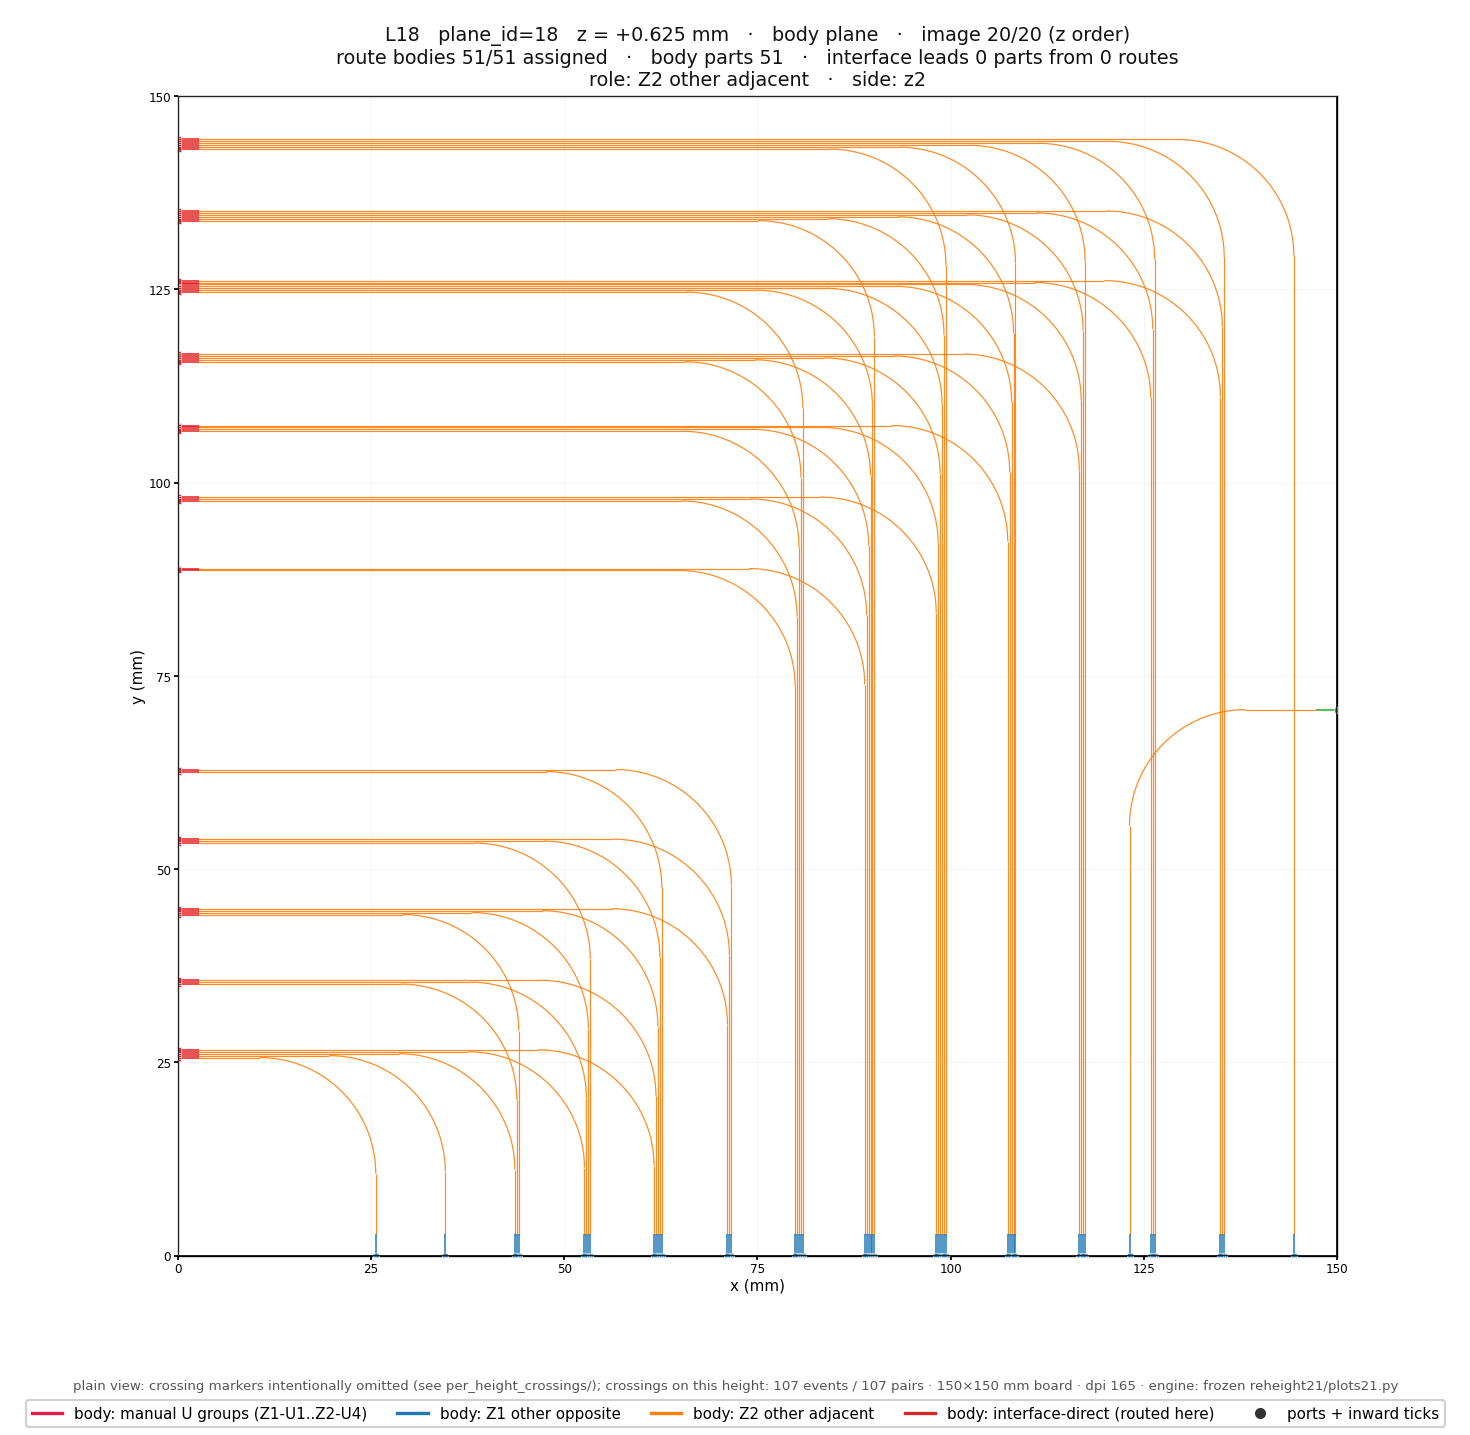 L18   plane_id=18   z = +0.625 mm   ·   body plane   ·   image 20/20 (z order)
route bodies 51/51 assigned   ·   body parts 51   ·   interface leads 0 parts from 0 routes
role: Z2 other adjacent   ·   side: z2
150
125
100
75
50
25
0
y (mm)
0 25 50 75 100 125 150
x (mm)
plain view: crossing markers intentionally omitted (see per_height_crossings/); crossings on this height: 107 events / 107 pairs · 150×150 mm board · dpi 165 · engine: frozen reheight21/plots21.py
body: manual U groups (Z1-U1..Z2-U4) body: Z1 other opposite body: Z2 other adjacent body: interface-direct (routed here) ports + inward ticks